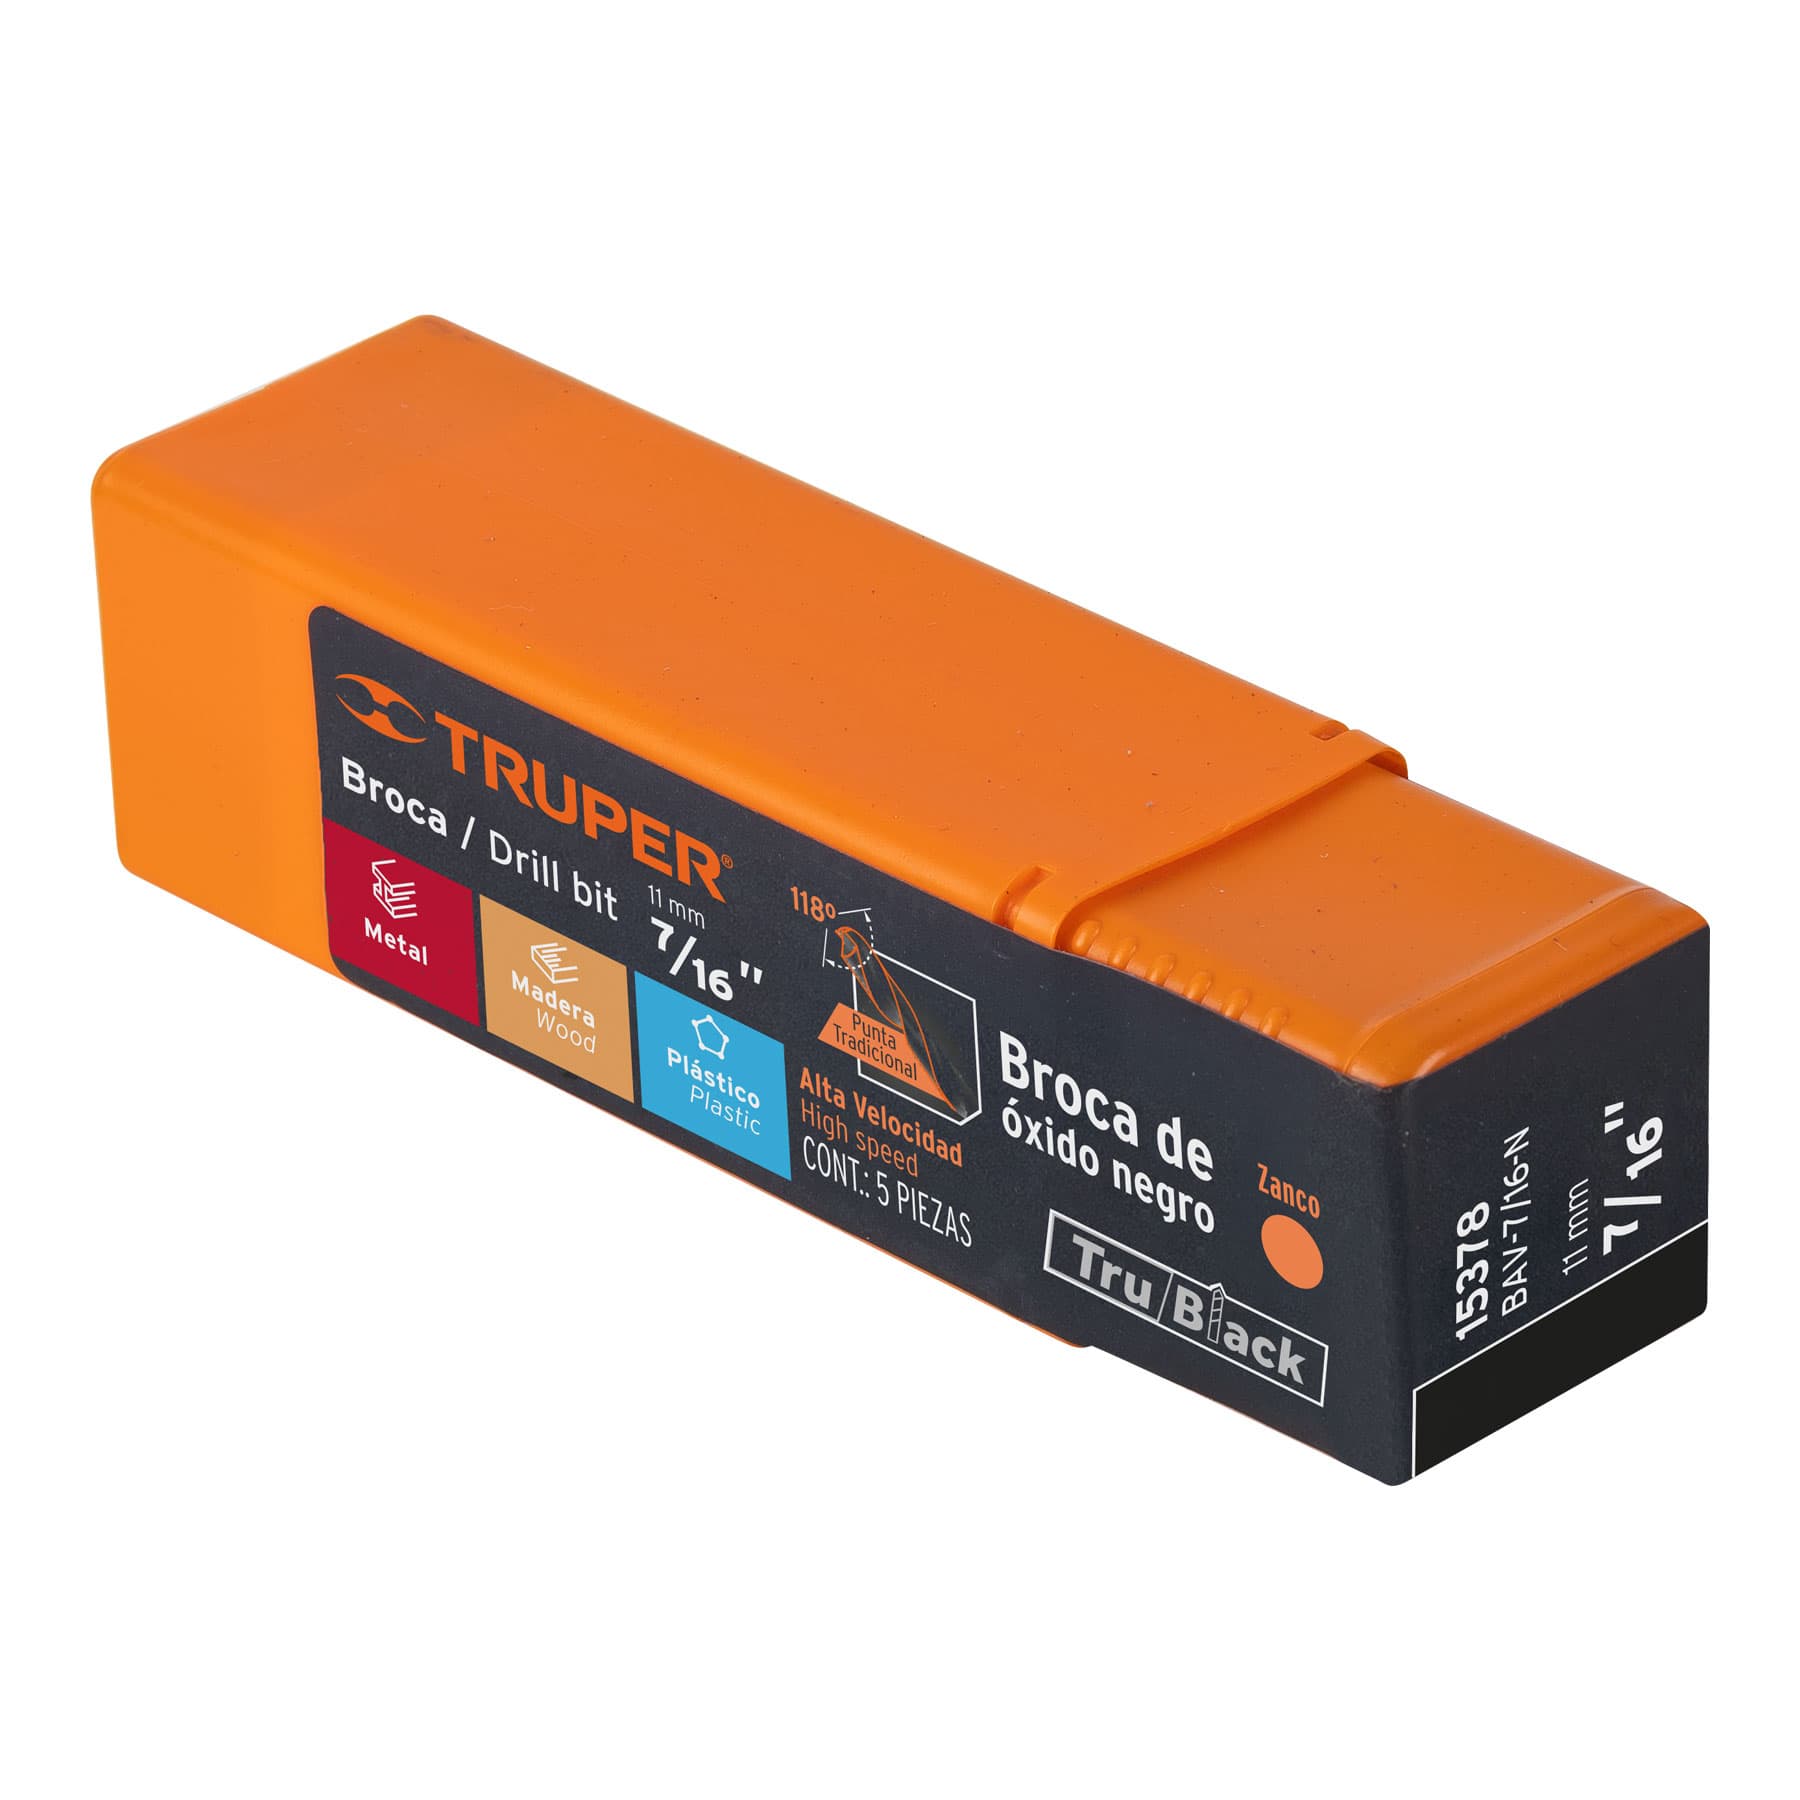 TRUPER®
Broca / Drill bit
11 mm
7/16"
Metal
Madera
Wood
Plástico
Plastic
118°
Punta
Tradicional
Alta Velocidad
High speed
CONT.: 5 PIEZAS
Broca de
óxido negro
Tru/Black
Zanco
15378
BAV-7/16-N
11 mm
7/16"